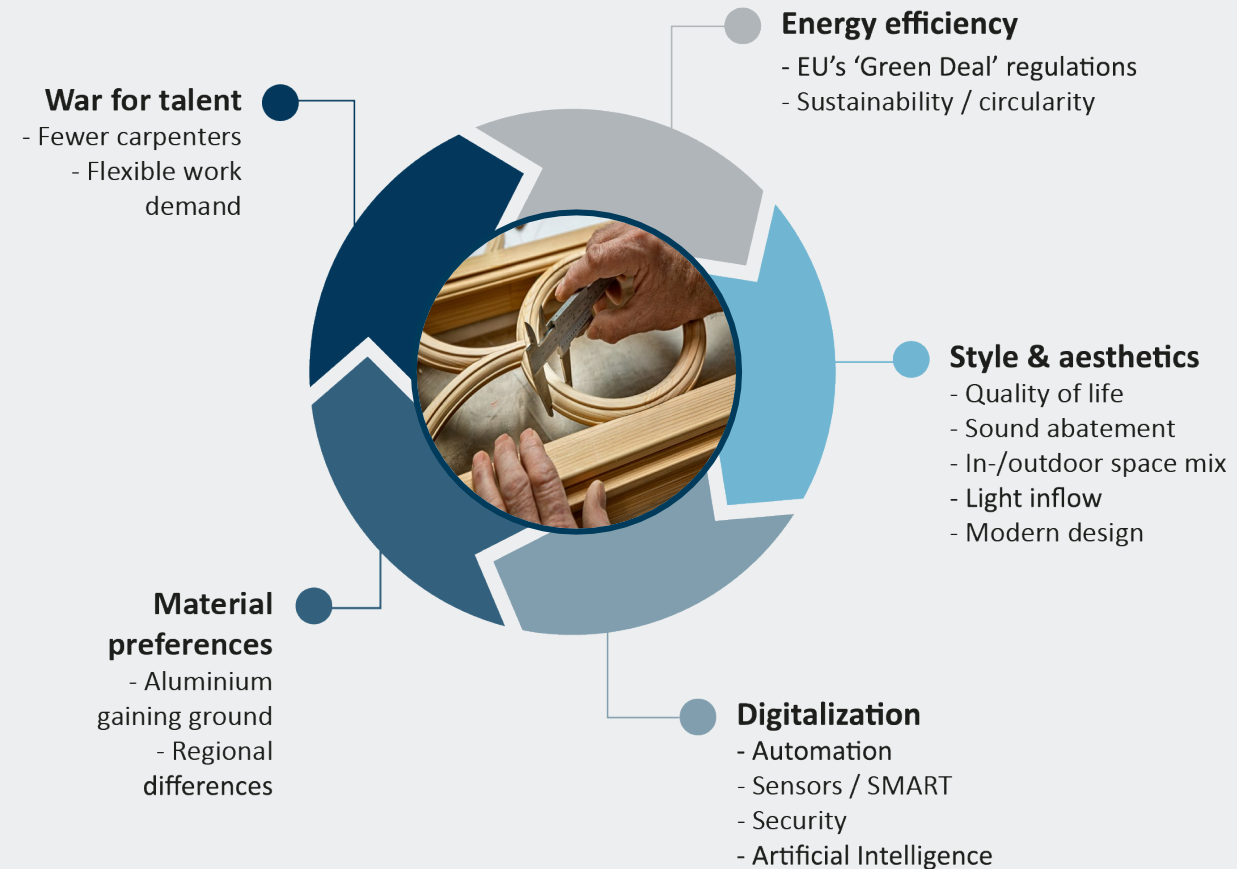 Energy efficiency
- EU’s ‘Green Deal’ regulations
- Sustainability / circularity
War for talent
- Fewer carpenters
- Flexible work
demand
Style & aesthetics
- Quality of life
- Sound abatement
- In-/outdoor space mix
- Light inflow
- Modern design
Material
preferences
- Aluminium
gaining ground
- Regional
differences
Digitalization
- Automation
- Sensors / SMART
- Security
- Artificial Intelligence